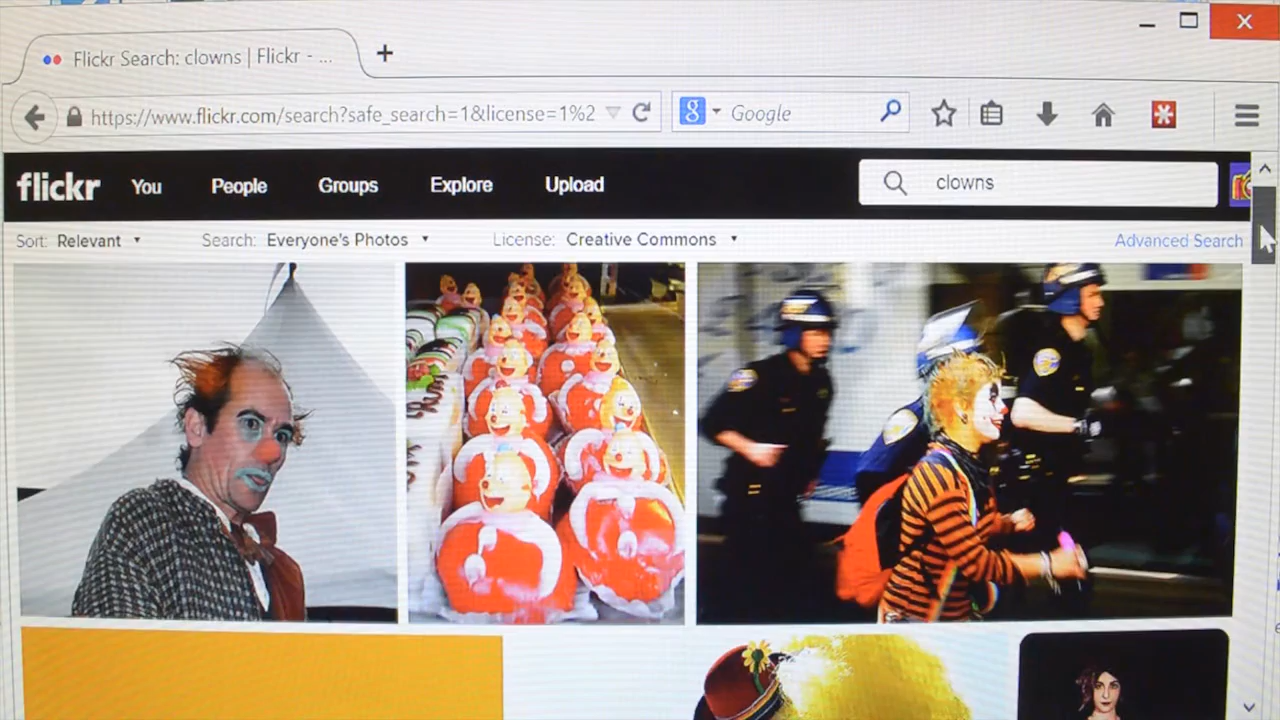 Flickr Search: clowns | Flickr - ... +
https://www.flickr.com/search?safe_search=1&license=1%2 g Google
flickr You People Groups Explore Upload clowns
Sort: Relevant Search: Everyone's Photos License: Creative Commons Advanced Search